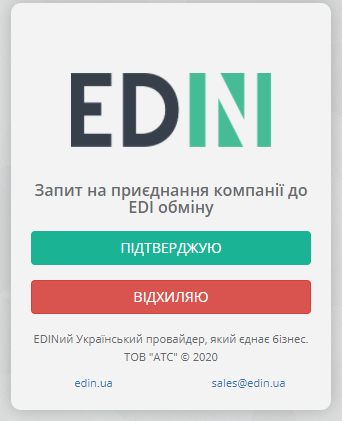 EDIN
Запит на приєднання компанії до
EDI обміну
ПІДТВЕРДЖУЮ
ВІДХИЛЯЮ
EDINий Український провайдер, який єднає бізнес.
ТОВ "АТС" © 2020
edin.ua sales@edin.ua